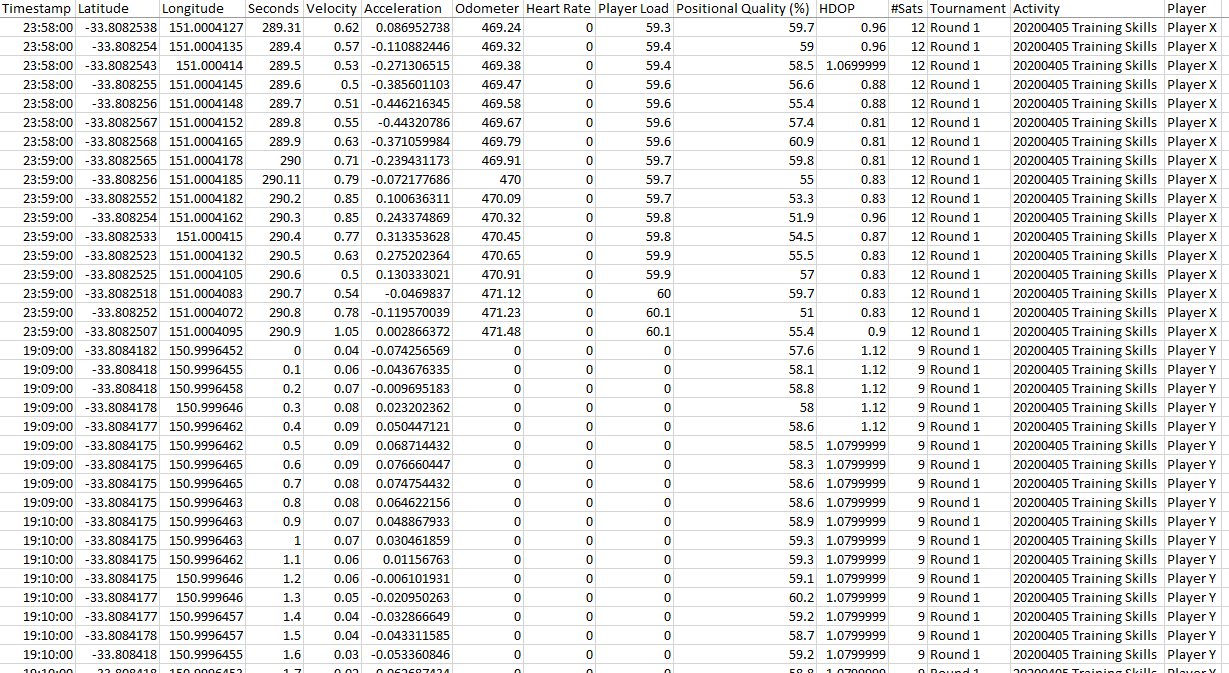 Timestamp Latitude Longitude Seconds Velocity Acceleration Odometer Heart Rate Player Load Positional Quality (%) HDOP #Sats Tournament Activity Player
23:58:00 -33.8082538 151.0004127 289.31 0.62 0.086952738 469.24 0 59.3 59.7 0.96 12 Round 1 20200405 Training Skills Player X
23:58:00 -33.808254 151.0004135 289.4 0.57 -0.110882446 469.32 0 59.4 59 0.96 12 Round 1 20200405 Training Skills Player X
23:58:00 -33.8082543 151.000414 289.5 0.53 -0.271306515 469.38 0 59.4 58.5 1.0699999 12 Round 1 20200405 Training Skills Player X
23:58:00 -33.808255 151.0004145 289.6 0.5 -0.385601103 469.47 0 59.6 56.6 0.88 12 Round 1 20200405 Training Skills Player X
23:58:00 -33.808256 151.0004148 289.7 0.51 -0.446216345 469.58 0 59.6 55.4 0.88 12 Round 1 20200405 Training Skills Player X
23:58:00 -33.8082567 151.0004152 289.8 0.55 -0.44320786 469.67 0 59.6 57.4 0.81 12 Round 1 20200405 Training Skills Player X
23:58:00 -33.8082568 151.0004165 289.9 0.63 -0.371059984 469.79 0 59.6 60.9 0.81 12 Round 1 20200405 Training Skills Player X
23:59:00 -33.8082565 151.0004178 290 0.71 -0.239431173 469.91 0 59.7 59.8 0.81 12 Round 1 20200405 Training Skills Player X
23:59:00 -33.808256 151.0004185 290.11 0.79 -0.072177686 470 0 59.7 55 0.83 12 Round 1 20200405 Training Skills Player X
23:59:00 -33.8082552 151.0004182 290.2 0.85 0.100636311 470.09 0 59.7 53.3 0.83 12 Round 1 20200405 Training Skills Player X
23:59:00 -33.808254 151.0004162 290.3 0.85 0.243374869 470.32 0 59.8 51.9 0.96 12 Round 1 20200405 Training Skills Player X
23:59:00 -33.8082533 151.000415 290.4 0.77 0.313353628 470.45 0 59.8 54.5 0.87 12 Round 1 20200405 Training Skills Player X
23:59:00 -33.8082523 151.0004132 290.5 0.63 0.275202364 470.65 0 59.9 55.5 0.83 12 Round 1 20200405 Training Skills Player X
23:59:00 -33.8082525 151.0004105 290.6 0.5 0.130333021 470.91 0 59.9 57 0.83 12 Round 1 20200405 Training Skills Player X
23:59:00 -33.8082518 151.0004083 290.7 0.54 -0.0469837 471.12 0 60 59.7 0.83 12 Round 1 20200405 Training Skills Player X
23:59:00 -33.808252 151.0004072 290.8 0.78 -0.119570039 471.23 0 60.1 51 0.83 12 Round 1 20200405 Training Skills Player X
23:59:00 -33.8082507 151.0004095 290.9 1.05 0.002866372 471.48 0 60.1 55.4 0.9 12 Round 1 20200405 Training Skills Player X
19:09:00 -33.8084182 150.9996452 0 0.04 -0.074256569 0 0 0 57.6 1.12 9 Round 1 20200405 Training Skills Player Y
19:09:00 -33.808418 150.9996455 0.1 0.06 -0.043676335 0 0 0 58.1 1.12 9 Round 1 20200405 Training Skills Player Y
19:09:00 -33.808418 150.9996458 0.2 0.07 -0.009695183 0 0 0 58.8 1.12 9 Round 1 20200405 Training Skills Player Y
19:09:00 -33.8084178 150.999646 0.3 0.08 0.023202362 0 0 0 58 1.12 9 Round 1 20200405 Training Skills Player Y
19:09:00 -33.8084177 150.9996462 0.4 0.09 0.050447121 0 0 0 58.6 1.12 9 Round 1 20200405 Training Skills Player Y
19:09:00 -33.8084175 150.9996462 0.5 0.09 0.068714432 0 0 0 58.5 1.0799999 9 Round 1 20200405 Training Skills Player Y
19:09:00 -33.8084175 150.9996465 0.6 0.09 0.076660447 0 0 0 58.3 1.0799999 9 Round 1 20200405 Training Skills Player Y
19:09:00 -33.8084175 150.9996465 0.7 0.08 0.074754432 0 0 0 58.6 1.0799999 9 Round 1 20200405 Training Skills Player Y
19:09:00 -33.8084175 150.9996463 0.8 0.08 0.064622156 0 0 0 58.6 1.0799999 9 Round 1 20200405 Training Skills Player Y
19:10:00 -33.8084175 150.9996463 0.9 0.07 0.048867933 0 0 0 58.9 1.0799999 9 Round 1 20200405 Training Skills Player Y
19:10:00 -33.8084175 150.9996463 1 0.07 0.030461859 0 0 0 59.3 1.0799999 9 Round 1 20200405 Training Skills Player Y
19:10:00 -33.8084175 150.9996462 1.1 0.06 0.01156763 0 0 0 59.3 1.0799999 9 Round 1 20200405 Training Skills Player Y
19:10:00 -33.8084175 150.999646 1.2 0.06 -0.006101931 0 0 0 59.1 1.0799999 9 Round 1 20200405 Training Skills Player Y
19:10:00 -33.8084177 150.999646 1.3 0.05 -0.020950263 0 0 0 60.2 1.0799999 9 Round 1 20200405 Training Skills Player Y
19:10:00 -33.8084177 150.9996457 1.4 0.04 -0.032866649 0 0 0 59.2 1.0799999 9 Round 1 20200405 Training Skills Player Y
19:10:00 -33.8084178 150.9996457 1.5 0.04 -0.043311585 0 0 0 58.7 1.0799999 9 Round 1 20200405 Training Skills Player Y
19:10:00 -33.808418 150.9996455 1.6 0.03 -0.053360846 0 0 0 59.2 1.0799999 9 Round 1 20200405 Training Skills Player Y